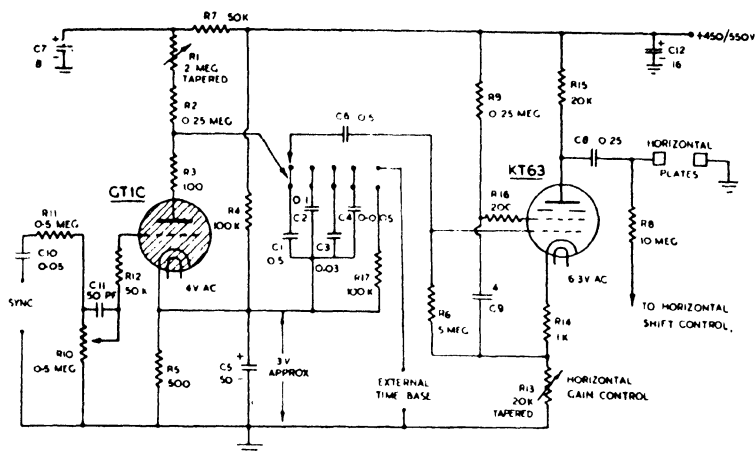 R7 50K
+450/550V
C7
8
+
R1
2 MEG
TAPERED
R2
0.25 MEG
R3
100
GT1C
R11
0.5 MEG
C10
0.05
SYNC
C11
50 PF
R12
50 K
R10
0.5 MEG
4V AC
R5
500
R4
100K
C5
50
+
-
3V
APPROX
C6 0.5
C1
0.5
0.1
C2
C3
0.03
C4
R17
100K
EXTERNAL
TIME BASE
R9
0.25 MEG
R16
KT63
4
C9
R6
5 MEG
6.3V AC
R14
1K
R13
20K
TAPERED
HORIZONTAL
GAIN CONTROL
R15
20K
C8 0.25
+
C12
16
HORIZONTAL
PLATES
R8
10 MEG
TO HORIZONTAL
SHIFT CONTROL.